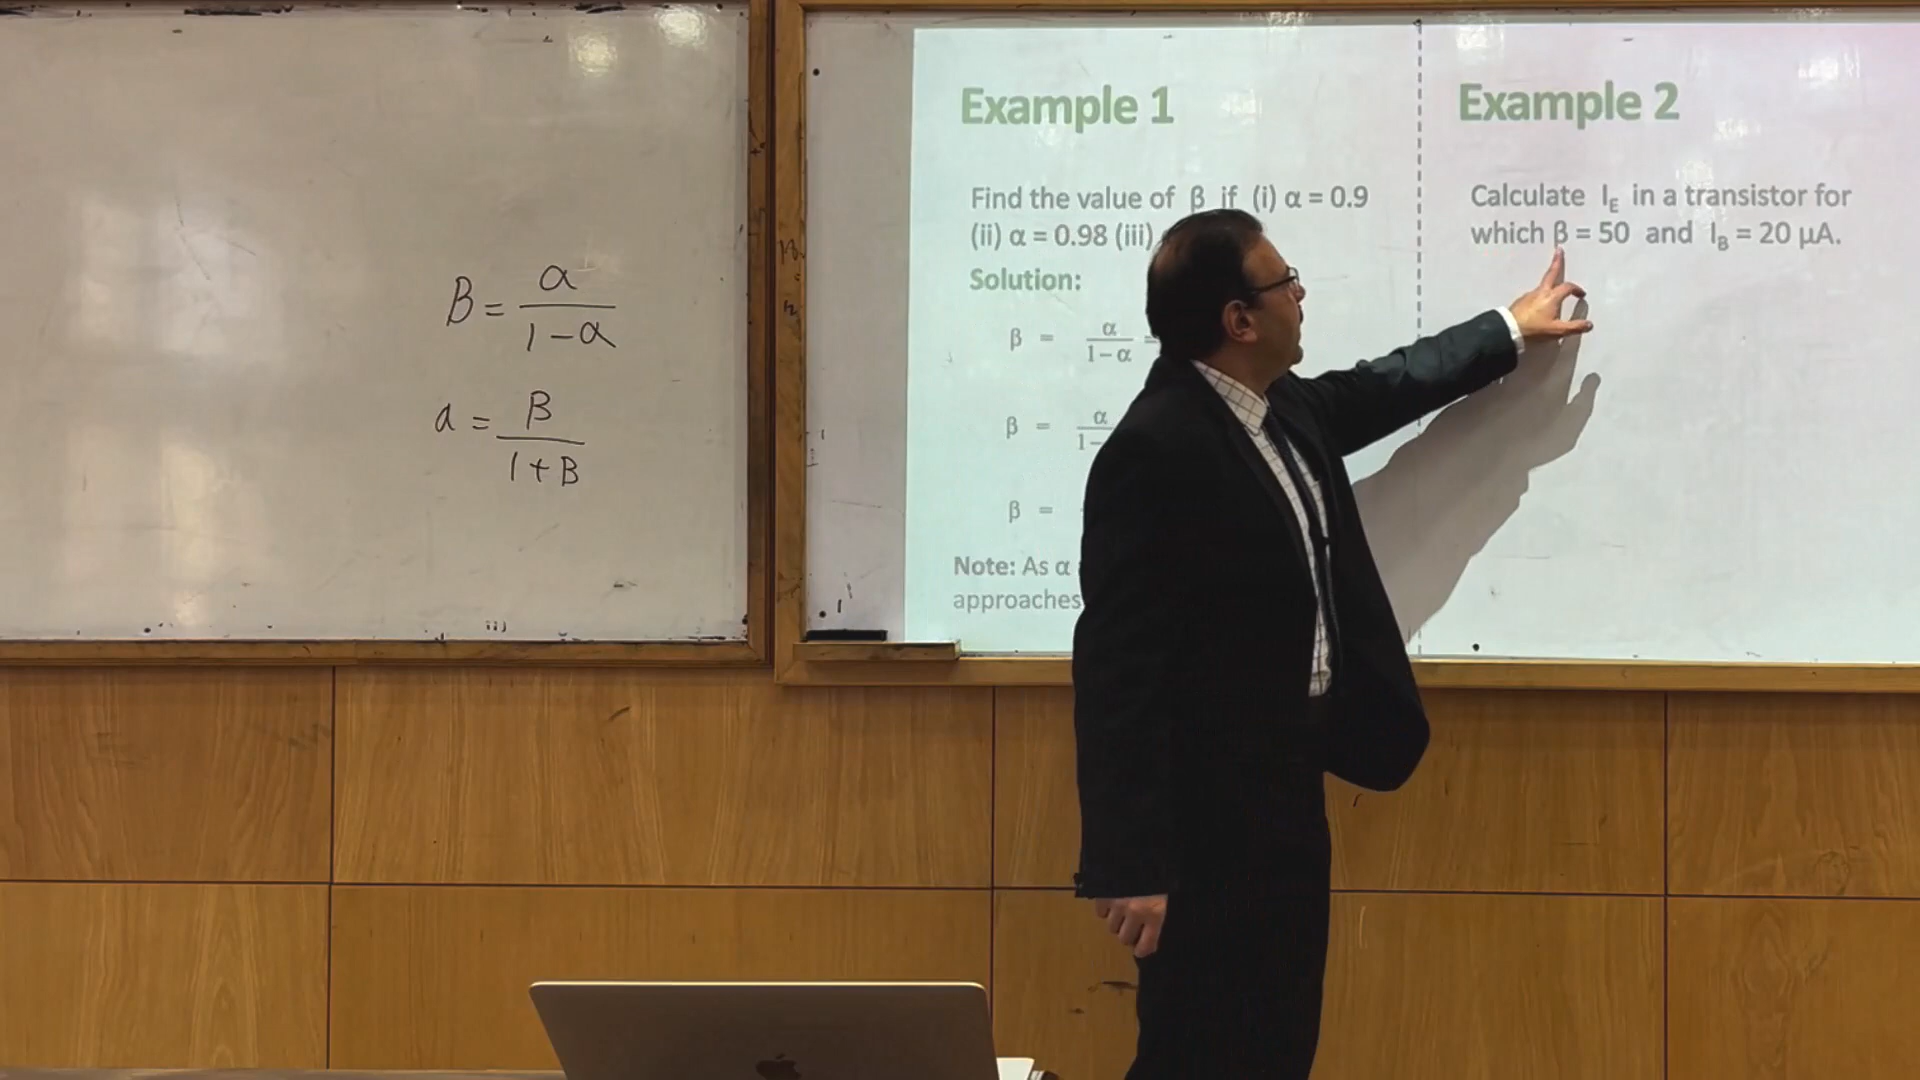 B = α / 1 - α
a = B / 1 + B
Example 1
Find the value of β if (i) α = 0.9
(ii) α = 0.98 (iii)
Solution:
β = α / 1 - α =
β = α / 1 -
β =
Note: As α
approaches
Example 2
Calculate I_E in a transistor for
which β = 50 and I_B = 20 μA.